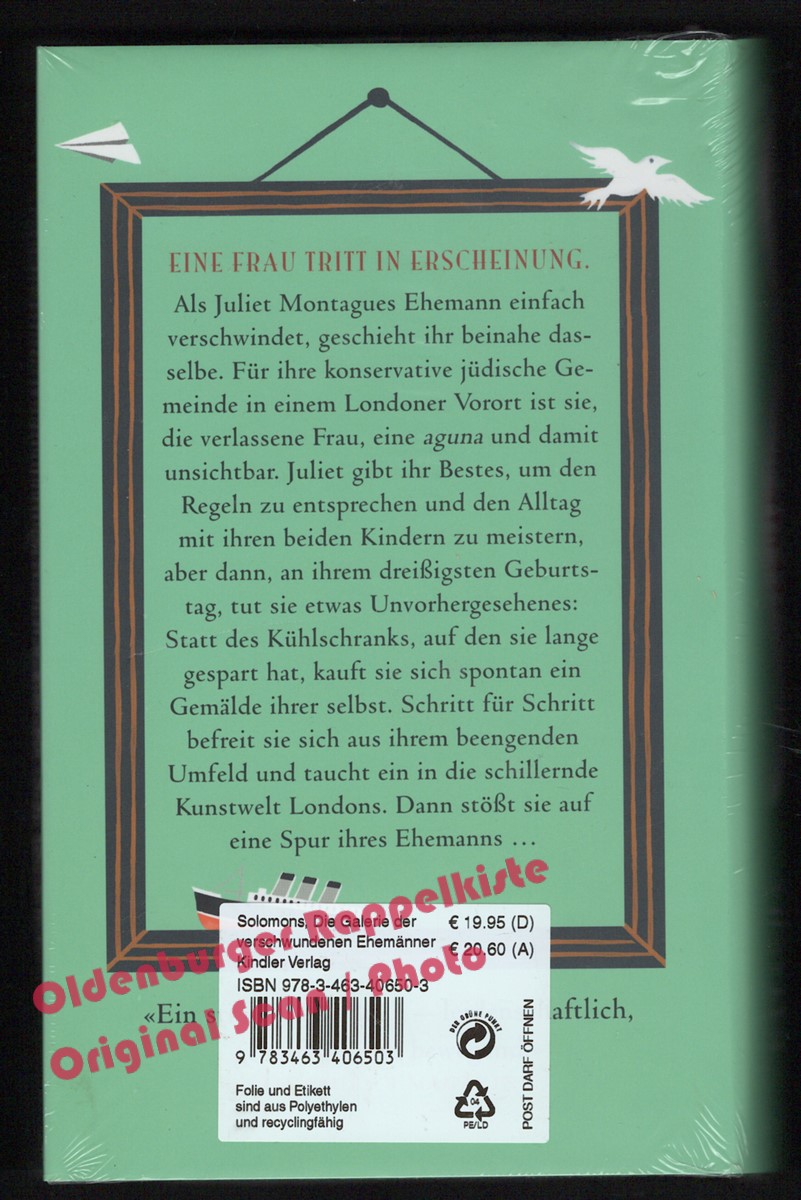 EINE FRAU TRITT IN ERSCHEINUNG.
Als Juliet Montagues Ehemann einfach
verschwindet, geschieht ihr beinahe das-
selbe. Für ihre konservative jüdische Ge-
meinde in einem Londoner Vorort ist sie,
die verlassene Frau, eine aguna und damit
unsichtbar. Juliet gibt ihr Bestes, um den
Regeln zu entsprechen und den Alltag
mit ihren beiden Kindern zu meistern,
aber dann, an ihrem dreißigsten Geburts-
tag, tut sie etwas Unvorhergesehenes:
Statt des Kühlschranks, auf den sie lange
gespart hat, kauft sie sich spontan ein
Gemälde ihrer selbst. Schritt für Schritt
befreit sie sich aus ihrem beengenden
Umfeld und taucht ein in die schillernde
Kunstwelt Londons. Dann stößt sie auf
eine Spur ihres Ehemanns …
Oldenburger Rappelkiste
Original Scan / Photo
Solomons, Die Galerie der
verschwundenen Ehemänner
Kindler Verlag
€ 19.95 (D)
€ 20.60 (A)
ISBN 978-3-463-40650-3
«Ein
9 783463 406503
DER GRÜNE PUNKT
04
PE/LD
POST DARF ÖFFNEN
Folie und Etikett
sind aus Polyethylen
und recyclingfähig